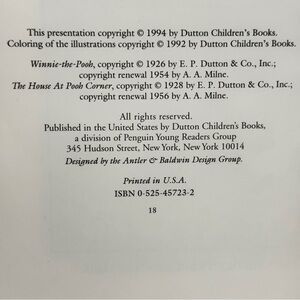 This presentation copyright © 1994 by Dutton Children's Books.
Coloring of the illustrations copyright © 1992 by Dutton Children's Books.
Winnie-the-Pooh, copyright © 1926 by E. P. Dutton & Co., Inc.;
copyright renewal 1954 by A. A. Milne.
The House At Pooh Corner, copyright © 1928 by E. P. Dutton & Co., Inc.;
copyright renewal 1956 by A. A. Milne.
All rights reserved.
Published in the United States by Dutton Children's Books,
a division of Penguin Young Readers Group
345 Hudson Street, New York, New York 10014
Designed by the Antler & Baldwin Design Group.
Printed in U.S.A.
ISBN 0-525-45723-2
18